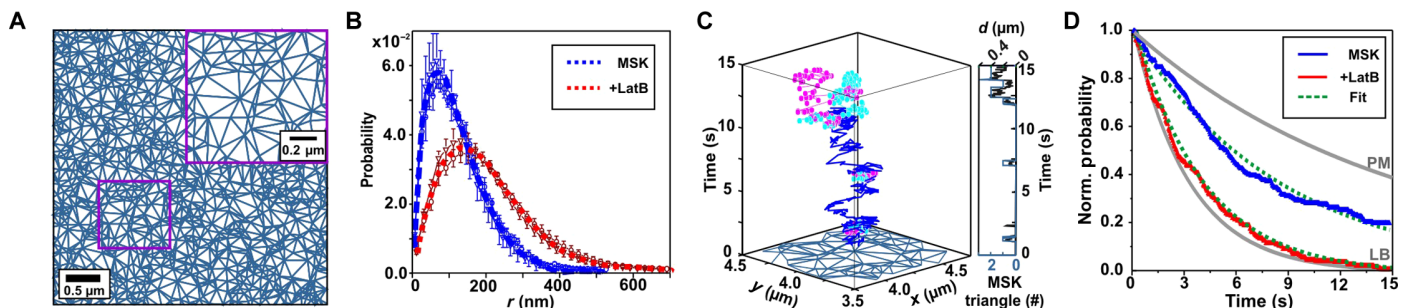 A
0.2 µm
0.5 µm
B
x10⁻²
6.0
4.0
2.0
0.0
Probability
0
200
400
600
r (nm)
MSK
+LatB
C
15
10
5
0
Time (s)
4.5
4.0
3.5
4.0
4.5
y (µm)
x (µm)
d (µm)
0.4
0
15
10
5
0
Time (s)
2
0
MSK
triangle (#)
D
1.0
0.8
0.6
0.4
0.2
0.0
Norm. probability
0
3
6
9
12
15
Time (s)
MSK
+LatB
Fit
PM
LB